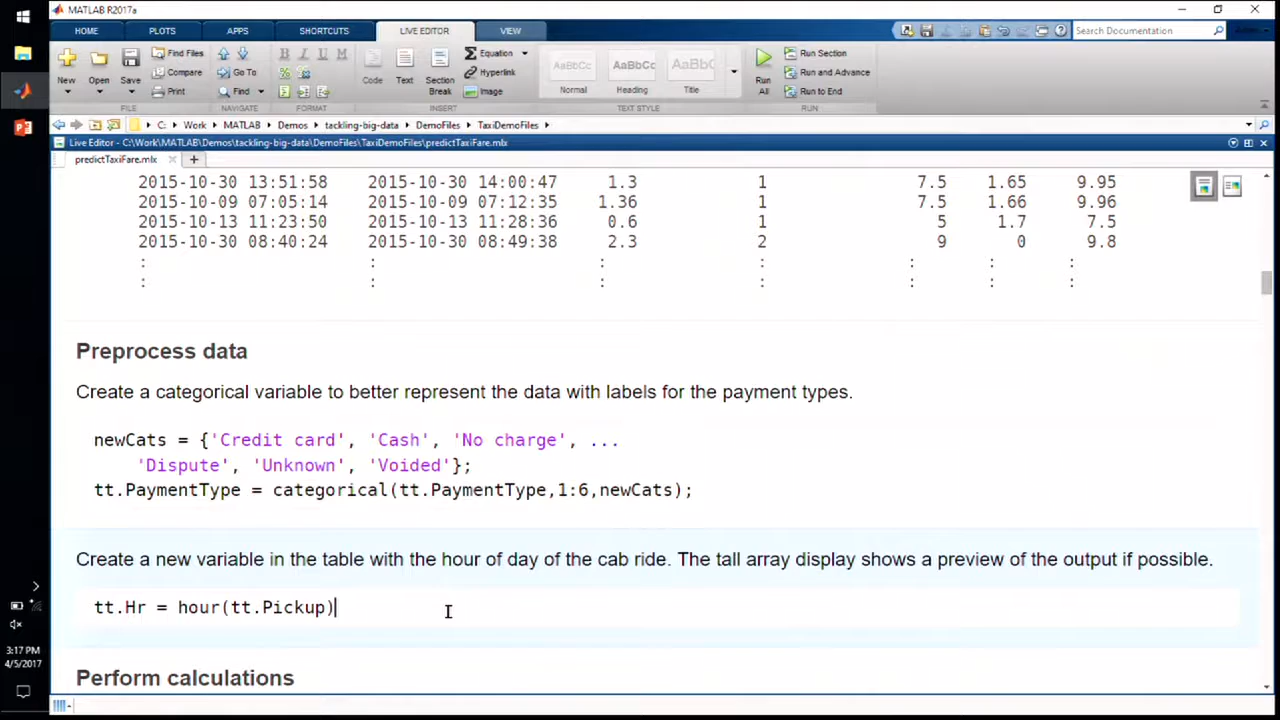 MATLAB R2017a
HOME PLOTS APPS SHORTCUTS LIVE EDITOR VIEW
Search Documentation
New Open Save Find Files Compare Print
Go To Find
B I U M
Code Text Section Break
Equation Hyperlink Image
AaBbCc AaBbCc AaBbC
Normal Heading Title
Run All Run Section Run and Advance Run to End
FILE NAVIGATE FORMAT INSERT TEXT STYLE RUN
C: Work MATLAB Demos tackling-big-data DemoFiles TaxiDemoFiles
Live Editor - C:\Work\MATLAB\Demos\tackling-big-data\DemoFiles\TaxiDemoFiles\predictTaxiFare.mlx
predictTaxiFare.mlx
2015-10-30 13:51:58 2015-10-30 14:00:47 1.3 1 7.5 1.65 9.95
2015-10-09 07:05:14 2015-10-09 07:12:35 1.36 1 7.5 1.66 9.96
2015-10-13 11:23:50 2015-10-13 11:28:36 0.6 1 5 1.7 7.5
2015-10-30 08:40:24 2015-10-30 08:49:38 2.3 2 9 0 9.8
: : : : : : :
: : : : : : :
Preprocess data
Create a categorical variable to better represent the data with labels for the payment types.
newCats = {'Credit card', 'Cash', 'No charge', ...
'Dispute', 'Unknown', 'Voided'};
tt.PaymentType = categorical(tt.PaymentType,1:6,newCats);
Create a new variable in the table with the hour of day of the cab ride. The tall array display shows a preview of the output if possible.
tt.Hr = hour(tt.Pickup)
Perform calculations
3:17 PM
4/5/2017